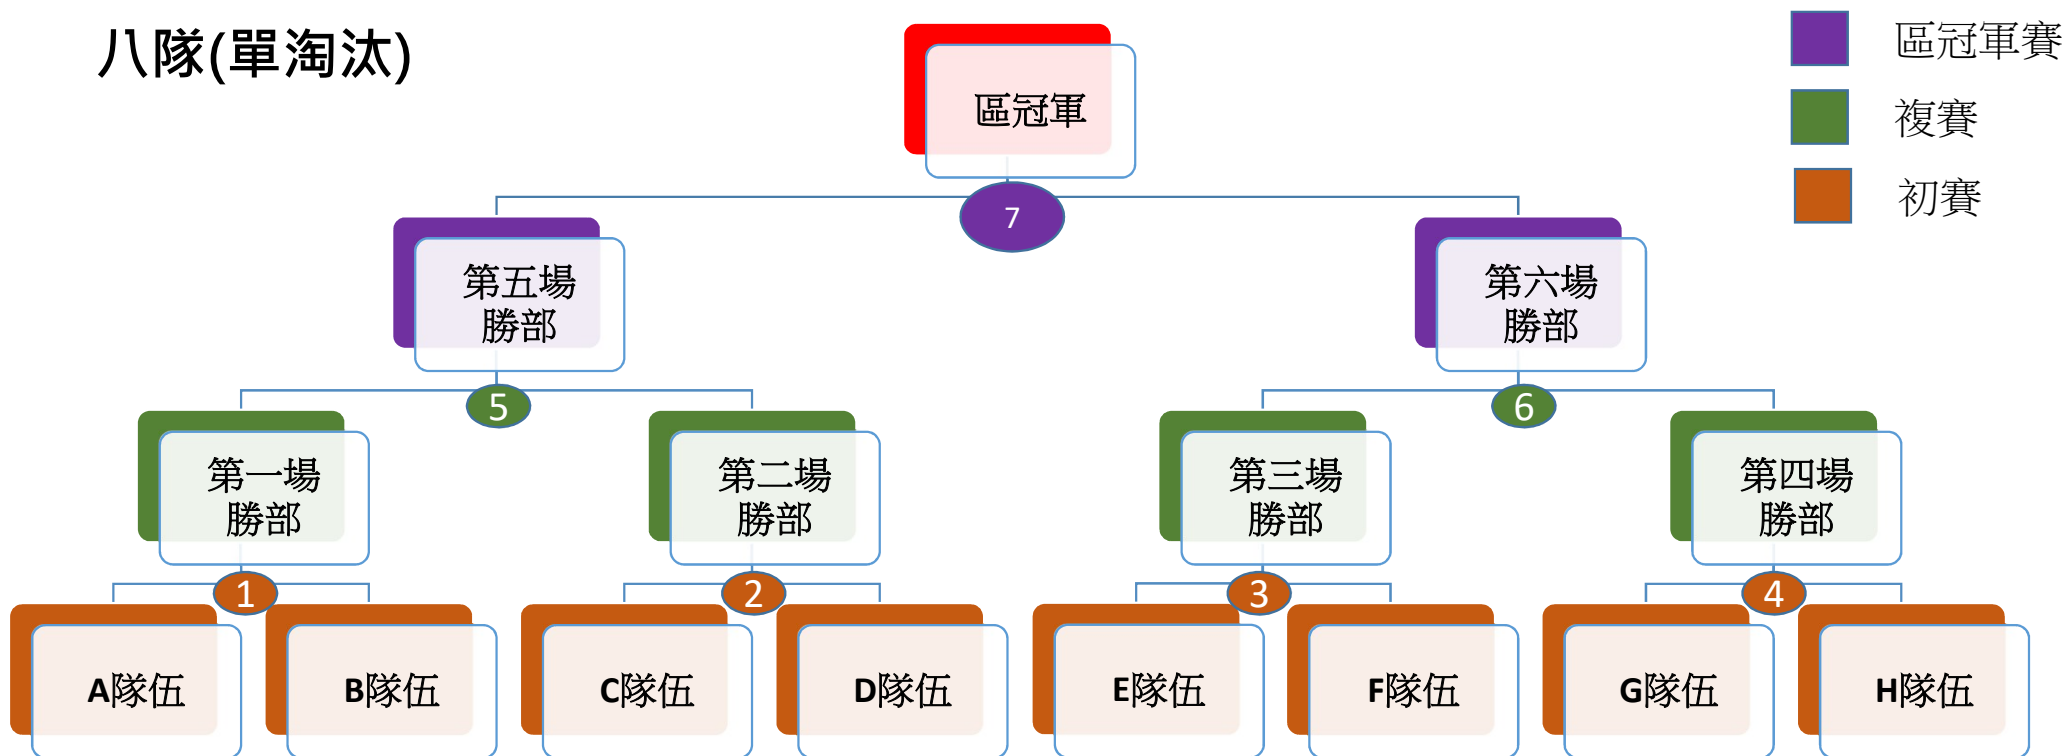 八隊(單淘汰)
區冠軍
區冠軍賽
複賽
初賽
7
第五場
勝部
第六場
勝部
5
6
第一場
勝部
第二場
勝部
第三場
勝部
第四場
勝部
1
2
3
4
A隊伍
B隊伍
C隊伍
D隊伍
E隊伍
F隊伍
G隊伍
H隊伍